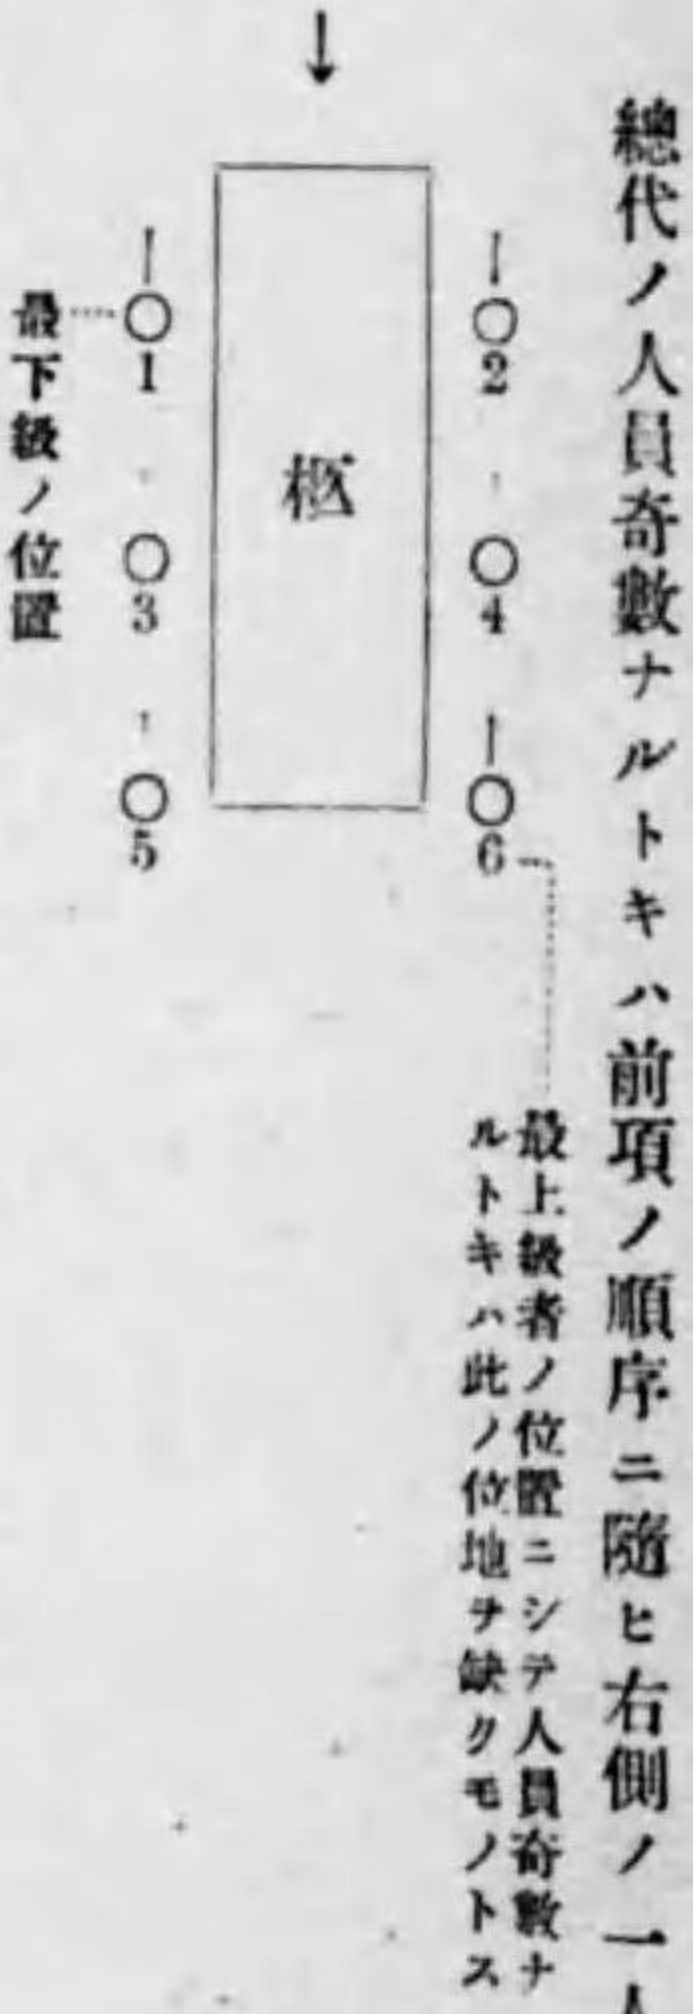 總代ノ人員奇數ナルトキハ前項ノ順序ニ隨ヒ右側ノ一人
2
4
6
最上級者ノ位置ニシテ人員奇數ナ
ルトキハ此ノ位地ヲ缺クモノトス
柩
1
3
5
最下級ノ位置